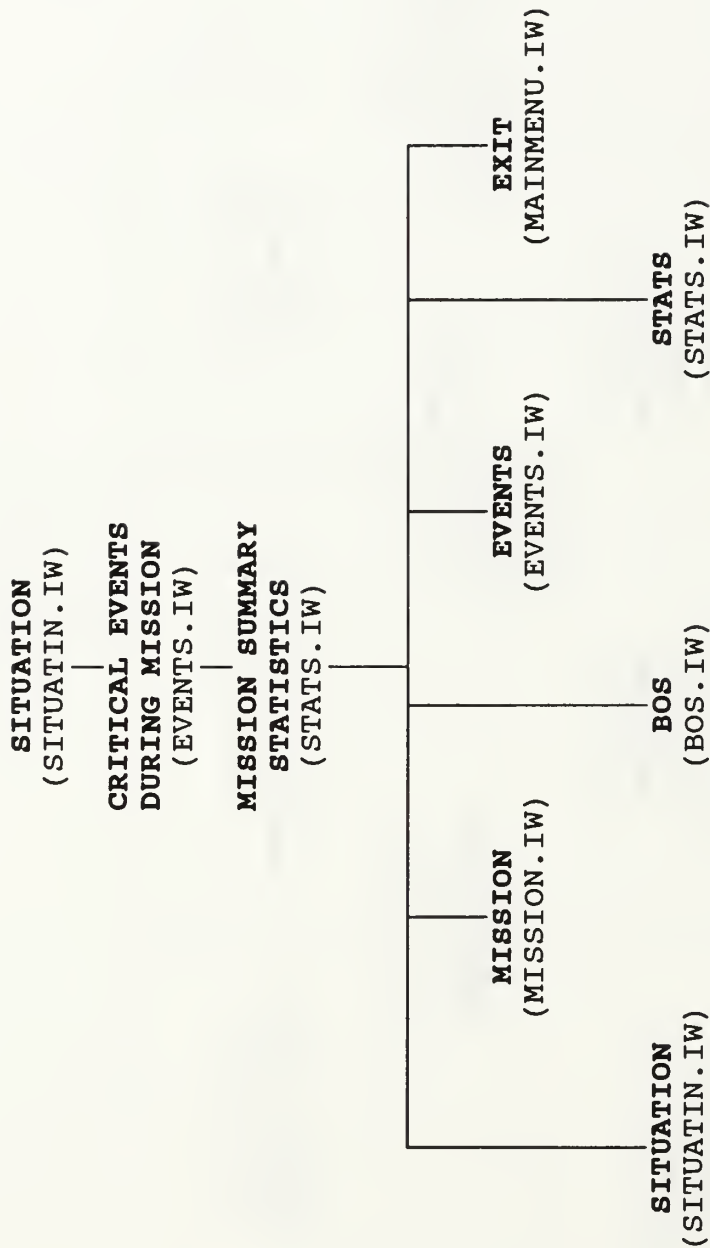 SITUATION
(SITUATIN.IW)
CRITICAL EVENTS
DURING MISSION
(EVENTS.IW)
MISSION SUMMARY
STATISTICS
(STATS.IW)
SITUATION
(SITUATIN.IW)
MISSION
(MISSION.IW)
BOS
(BOS.IW)
EVENTS
(EVENTS.IW)
STATS
(STATS.IW)
EXIT
(MAINMENU.IW)